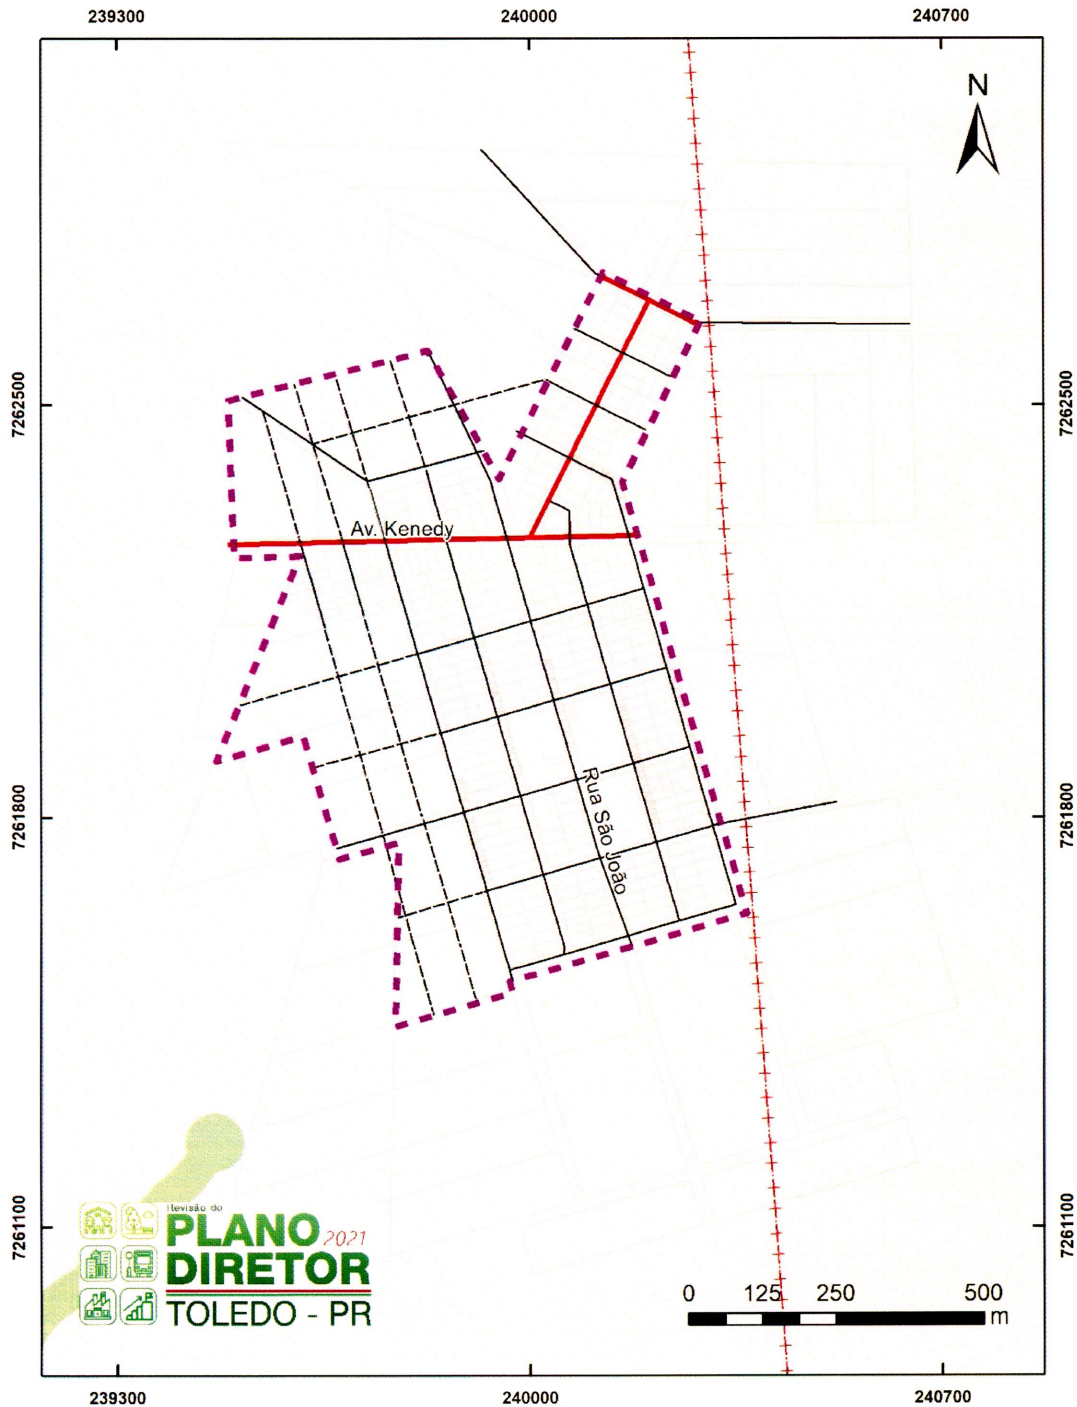 239300
240000
240700
N
7262500
7262500
Av. Kenedy
7261800
7261800
Rua São João
7261100
7261100
Revisão do
PLANO 2021
DIRETOR
TOLEDO - PR
0 125 250 500
m
239300
240000
240700